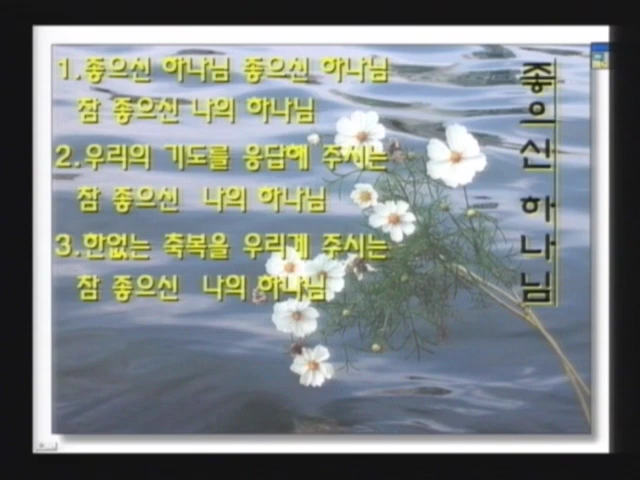 1.좋으신 하나님 좋으신 하나님
참 좋으신 나의 하나님
2.우리의 기도를 응답해 주시는
참 좋으신 나의 하나님
3.한없는 축복을 우리게 주시는
참 좋으신 나의 하나님
좋으신 하나님